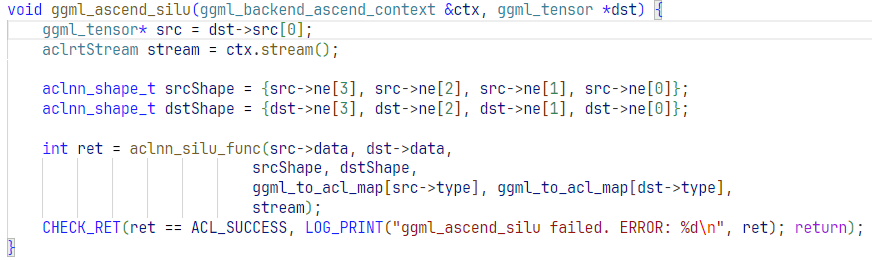 void ggml_ascend_silu(ggml_backend_ascend_context &ctx, ggml_tensor *dst) {
    ggml_tensor* src = dst->src[0];
    aclrtStream stream = ctx.stream();

    aclnn_shape_t srcShape = {src->ne[3], src->ne[2], src->ne[1], src->ne[0]};
    aclnn_shape_t dstShape = {dst->ne[3], dst->ne[2], dst->ne[1], dst->ne[0]};

    int ret = aclnn_silu_func(src->data, dst->data,
                              srcShape, dstShape,
                              ggml_to_acl_map[src->type], ggml_to_acl_map[dst->type],
                              stream);
    CHECK_RET(ret == ACL_SUCCESS, LOG_PRINT("ggml_ascend_silu failed. ERROR: %d\n", ret); return);
}